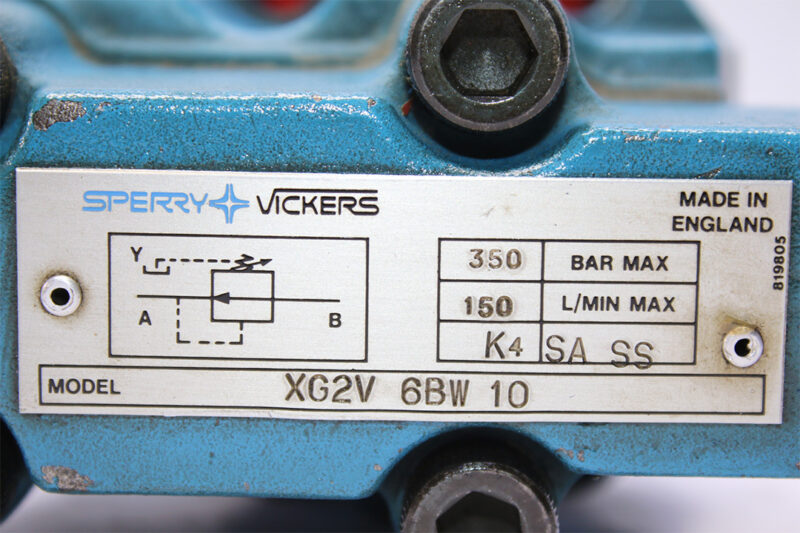 SPERRY VICKERS
MADE IN
ENGLAND
819805
Y
A
B
350 BAR MAX
150 L/MIN MAX
K4 SA SS
MODEL XG2V 6BW 10